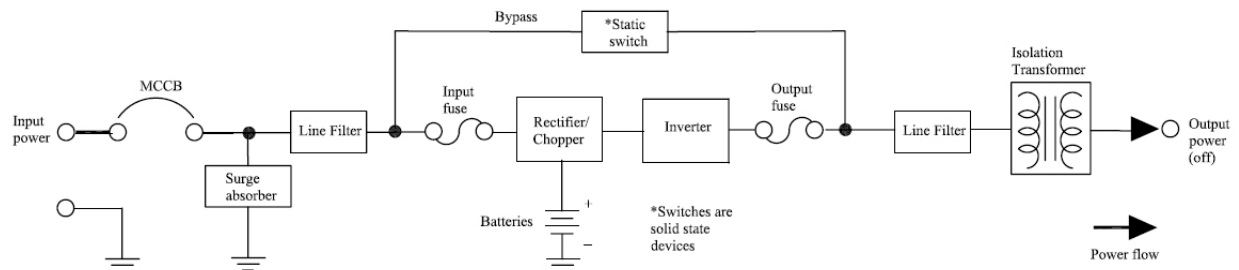 Bypass
*Static
switch
Isolation
Transformer
MCCB
Input
fuse
Output
fuse
Input
power
Line Filter
Rectifier/
Chopper
Inverter
Line Filter
Output
power
(off)
Surge
absorber
Batteries
+
−
*Switches are
solid state
devices
Power flow